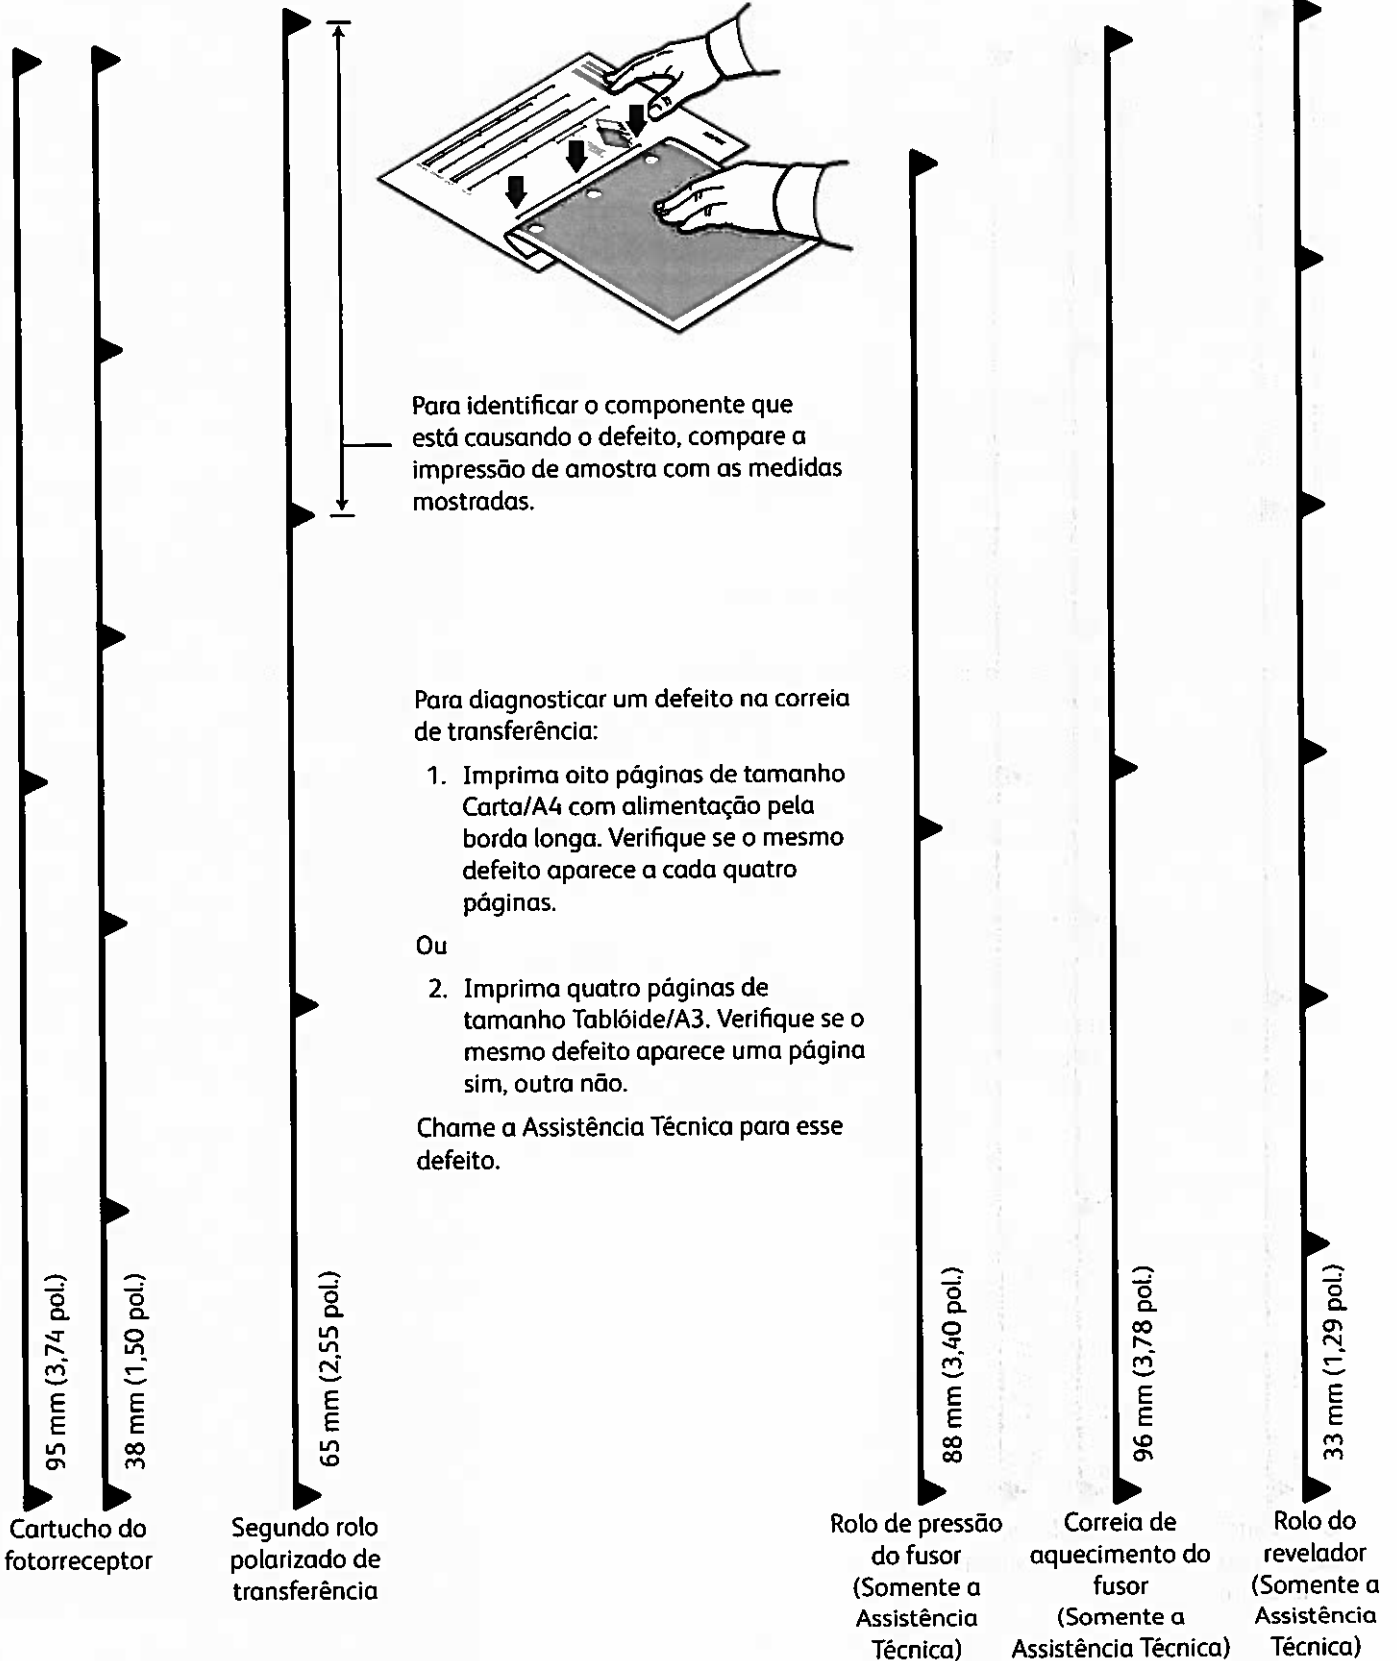 Para identificar o componente que
está causando o defeito, compare a
impressão de amostra com as medidas
mostradas.
Para diagnosticar um defeito na correia
de transferência:
1. Imprima oito páginas de tamanho
Carta/A4 com alimentação pela
borda longa. Verifique se o mesmo
defeito aparece a cada quatro
páginas.
Ou
2. Imprima quatro páginas de
tamanho Tablóide/A3. Verifique se o
mesmo defeito aparece uma página
sim, outra não.
Chame a Assistência Técnica para esse
defeito.
95 mm (3,74 pol.)
38 mm (1,50 pol.)
Cartucho do
fotorreceptor
65 mm (2,55 pol.)
Segundo rolo
polarizado de
transferência
88 mm (3,40 pol.)
Rolo de pressão
do fusor
(Somente a
Assistência
Técnica)
96 mm (3,78 pol.)
Correia de
aquecimento do
fusor
(Somente a
Assistência Técnica)
33 mm (1,29 pol.)
Rolo do
revelador
(Somente a
Assistência
Técnica)